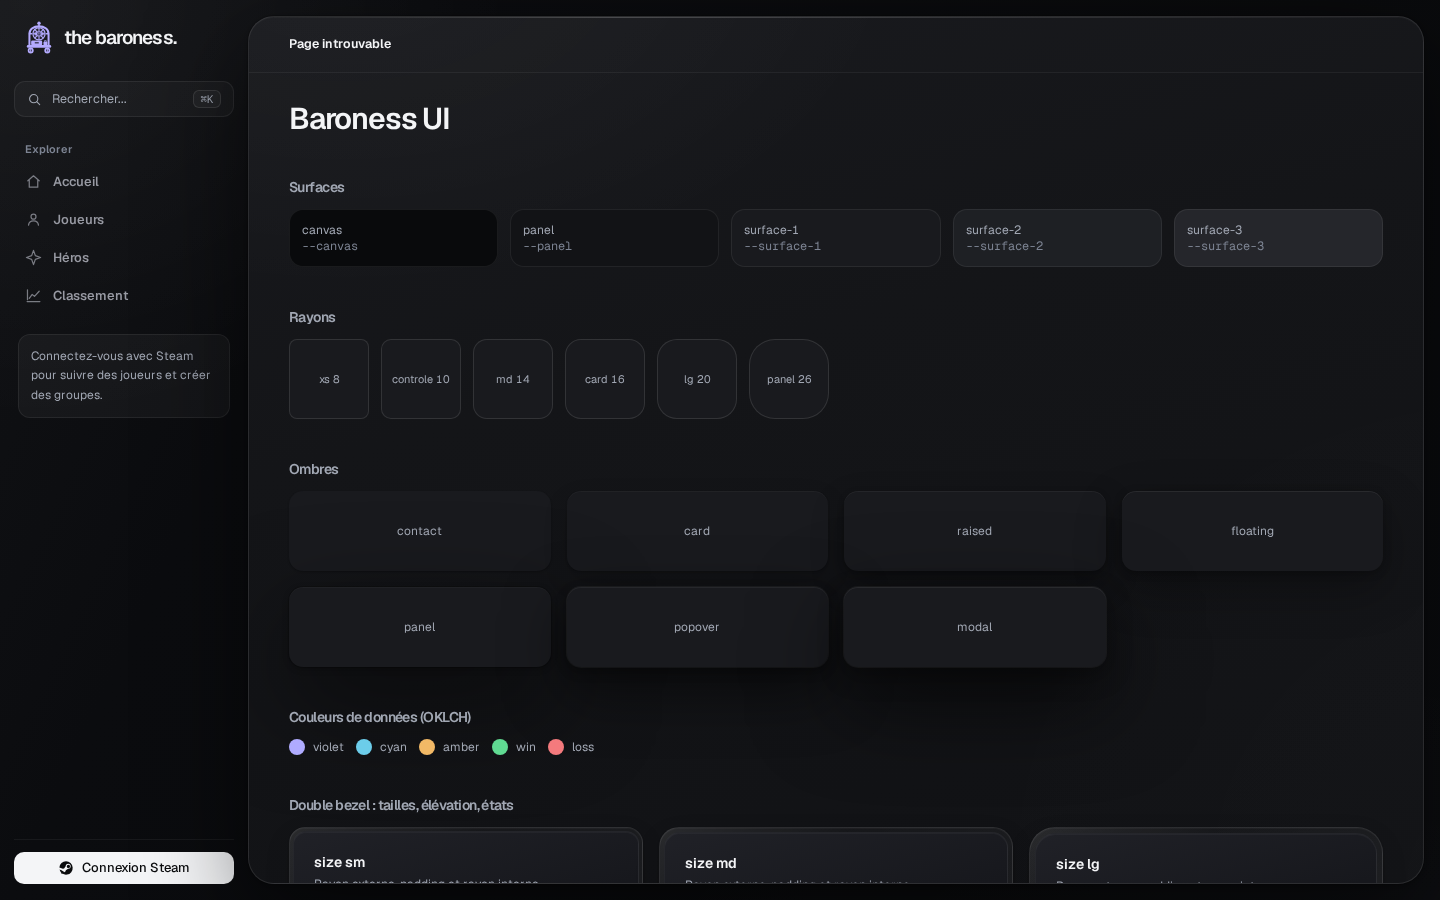 the baroness.
Rechercher...
⌘K
Explorer
Accueil
Joueurs
Héros
Classement
Connectez-vous avec Steam
pour suivre des joueurs et créer
des groupes.
Connexion Steam
Page introuvable
Baroness UI
Surfaces
canvas
--canvas
panel
--panel
surface-1
--surface-1
surface-2
--surface-2
surface-3
--surface-3
Rayons
xs 8
controle 10
md 14
card 16
lg 20
panel 26
Ombres
contact
card
raised
floating
panel
popover
modal
Couleurs de données (OKLCH)
violet
cyan
amber
win
loss
Double bezel : tailles, élévation, états
size sm
size md
size lg